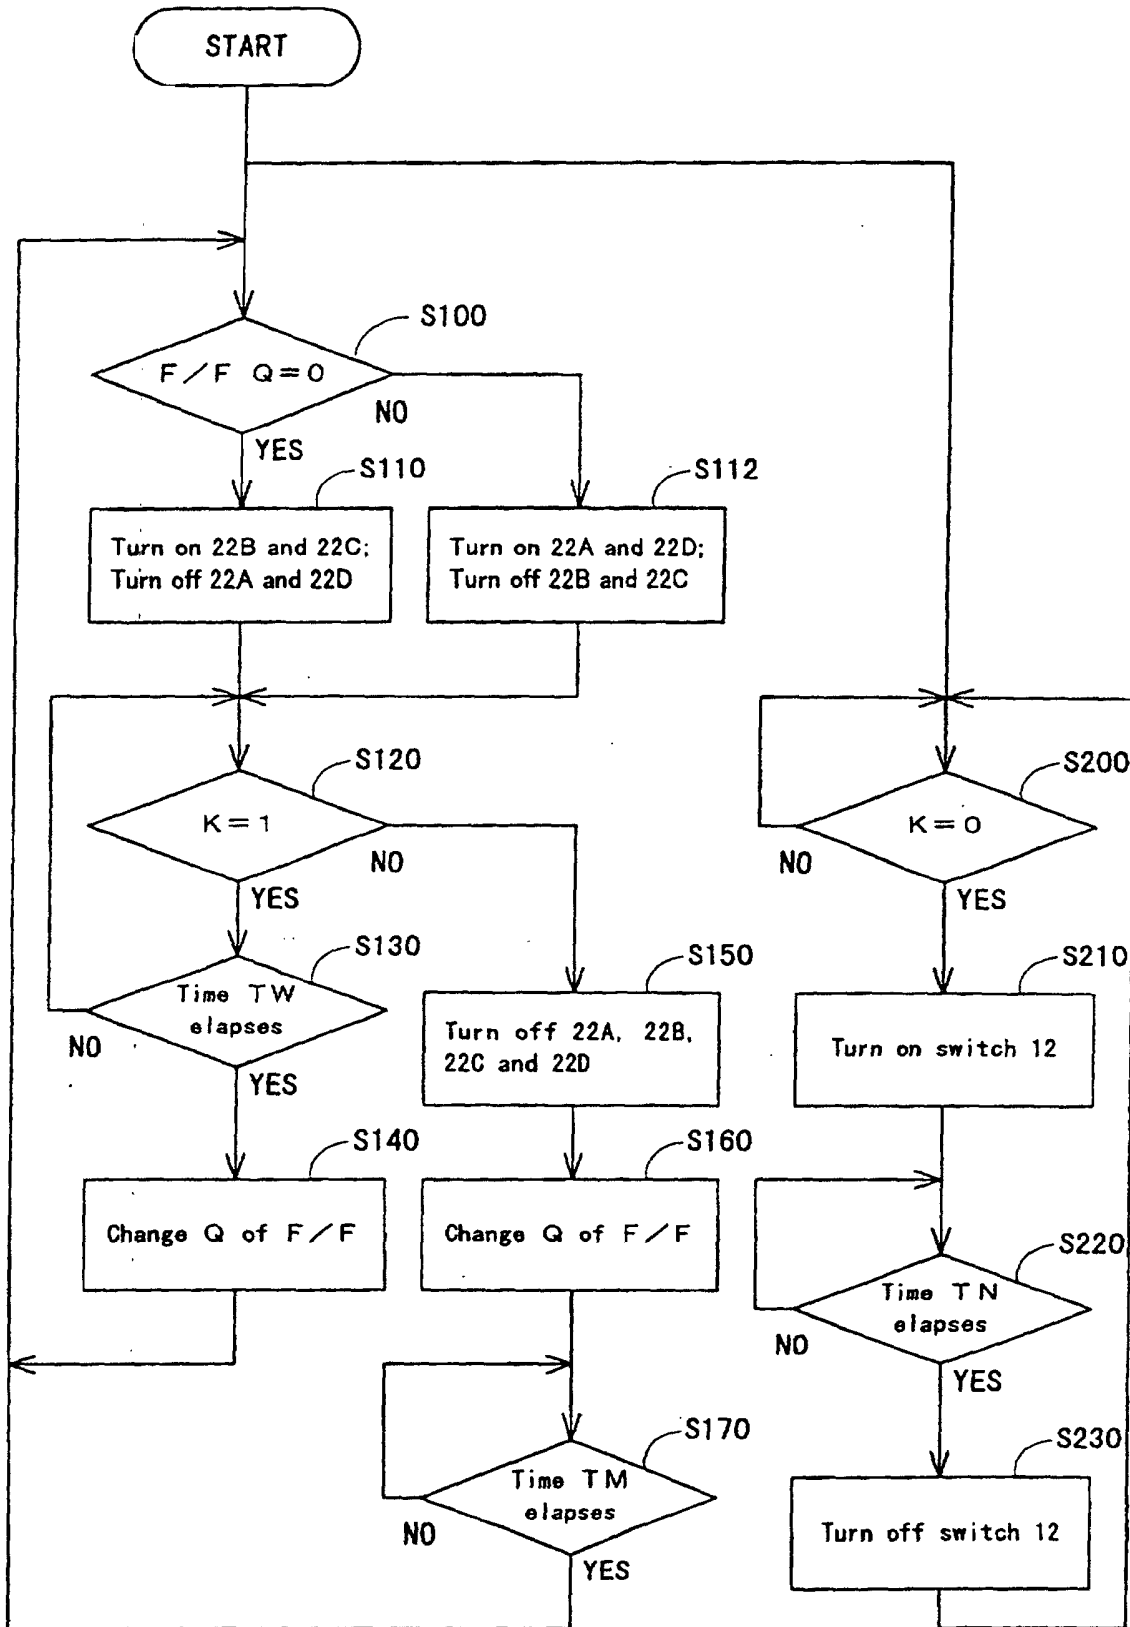 START
S100
F/F Q=0
NO
YES
S110
S112
Turn on 22B and 22C;
Turn off 22A and 22D
Turn on 22A and 22D;
Turn off 22B and 22C
S120
K=1
NO
YES
S200
K=0
NO
YES
S130
Time TW
elapses
NO
YES
S150
Turn off 22A, 22B,
22C and 22D
S210
Turn on switch 12
S140
Change Q of F/F
S160
Change Q of F/F
S220
Time TN
elapses
NO
YES
S170
Time TM
elapses
NO
YES
S230
Turn off switch 12